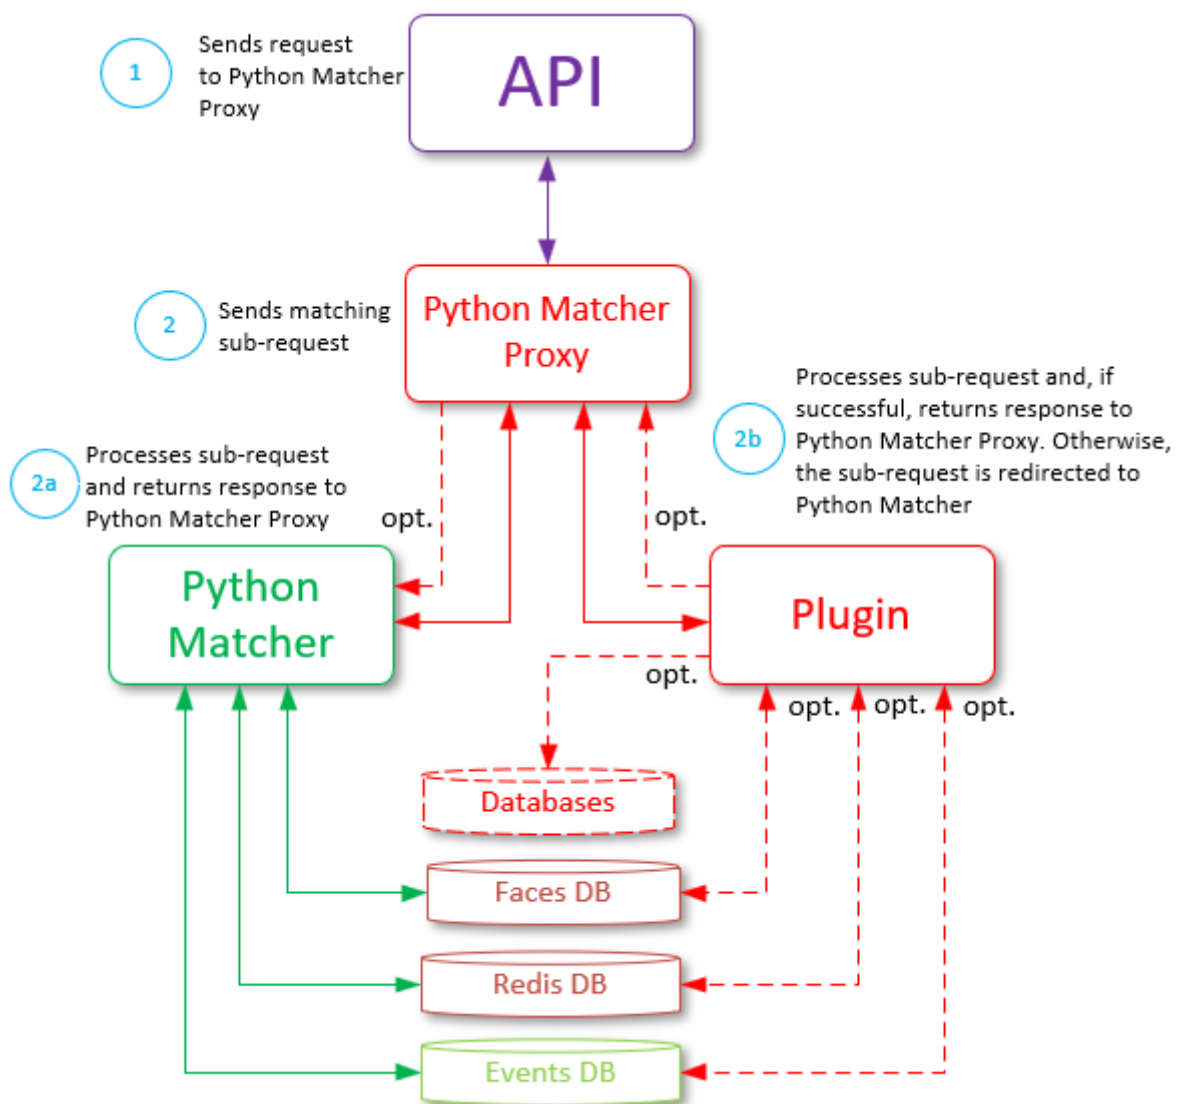 1
Sends request
to Python Matcher
Proxy
API
2
Sends matching
sub-request
Python Matcher
Proxy
2a
Processes sub-request
and returns response to
Python Matcher Proxy
2b
Processes sub-request and, if
successful, returns response to
Python Matcher Proxy. Otherwise,
the sub-request is redirected to
Python Matcher
opt.
opt.
Python
Matcher
Plugin
opt.
opt.
opt.
opt.
Databases
Faces DB
Redis DB
Events DB